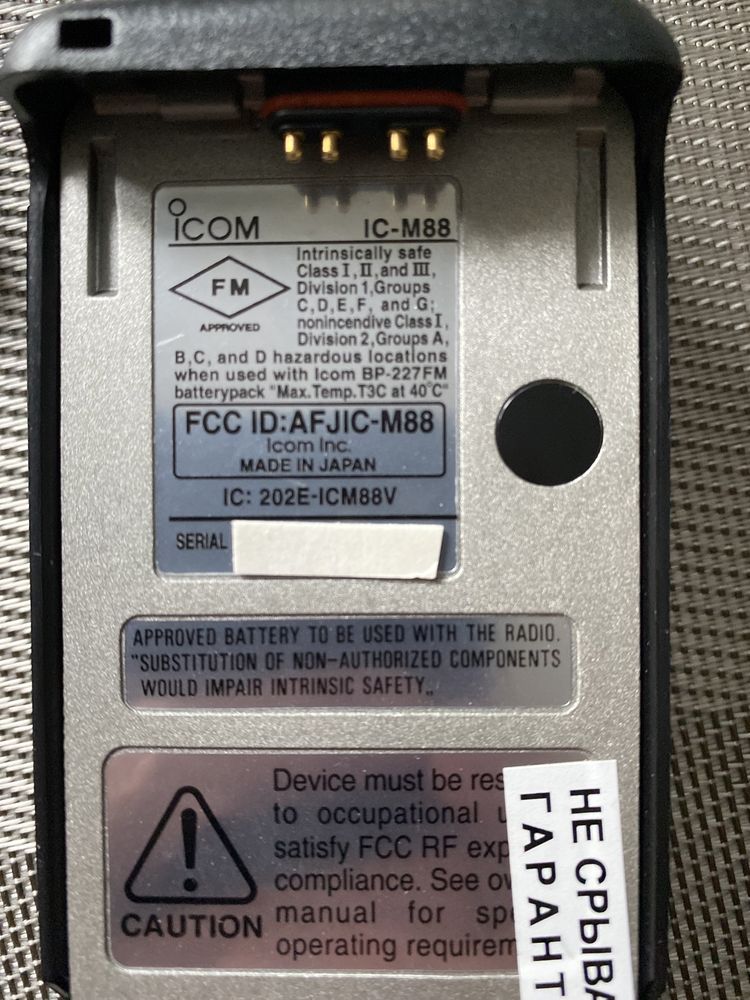 ICOM IC-M88
FM
APPROVED
Intrinsically safe
Class I, II, and III,
Division 1, Groups
C, D, E, F, and G;
nonincendive Class I,
Division 2, Groups A,
B, C, and D hazardous locations
when used with Icom BP-227FM
batterypack "Max.Temp.T3C at 40°C"
FCC ID:AFJIC-M88
Icom Inc.
MADE IN JAPAN
IC: 202E-ICM88V
SERIAL
APPROVED BATTERY TO BE USED WITH THE RADIO.
"SUBSTITUTION OF NON-AUTHORIZED COMPONENTS
WOULD IMPAIR INTRINSIC SAFETY„
CAUTION
Device must be
to occupational
satisfy FCC RF
compliance. See
manual for
operating
НЕ